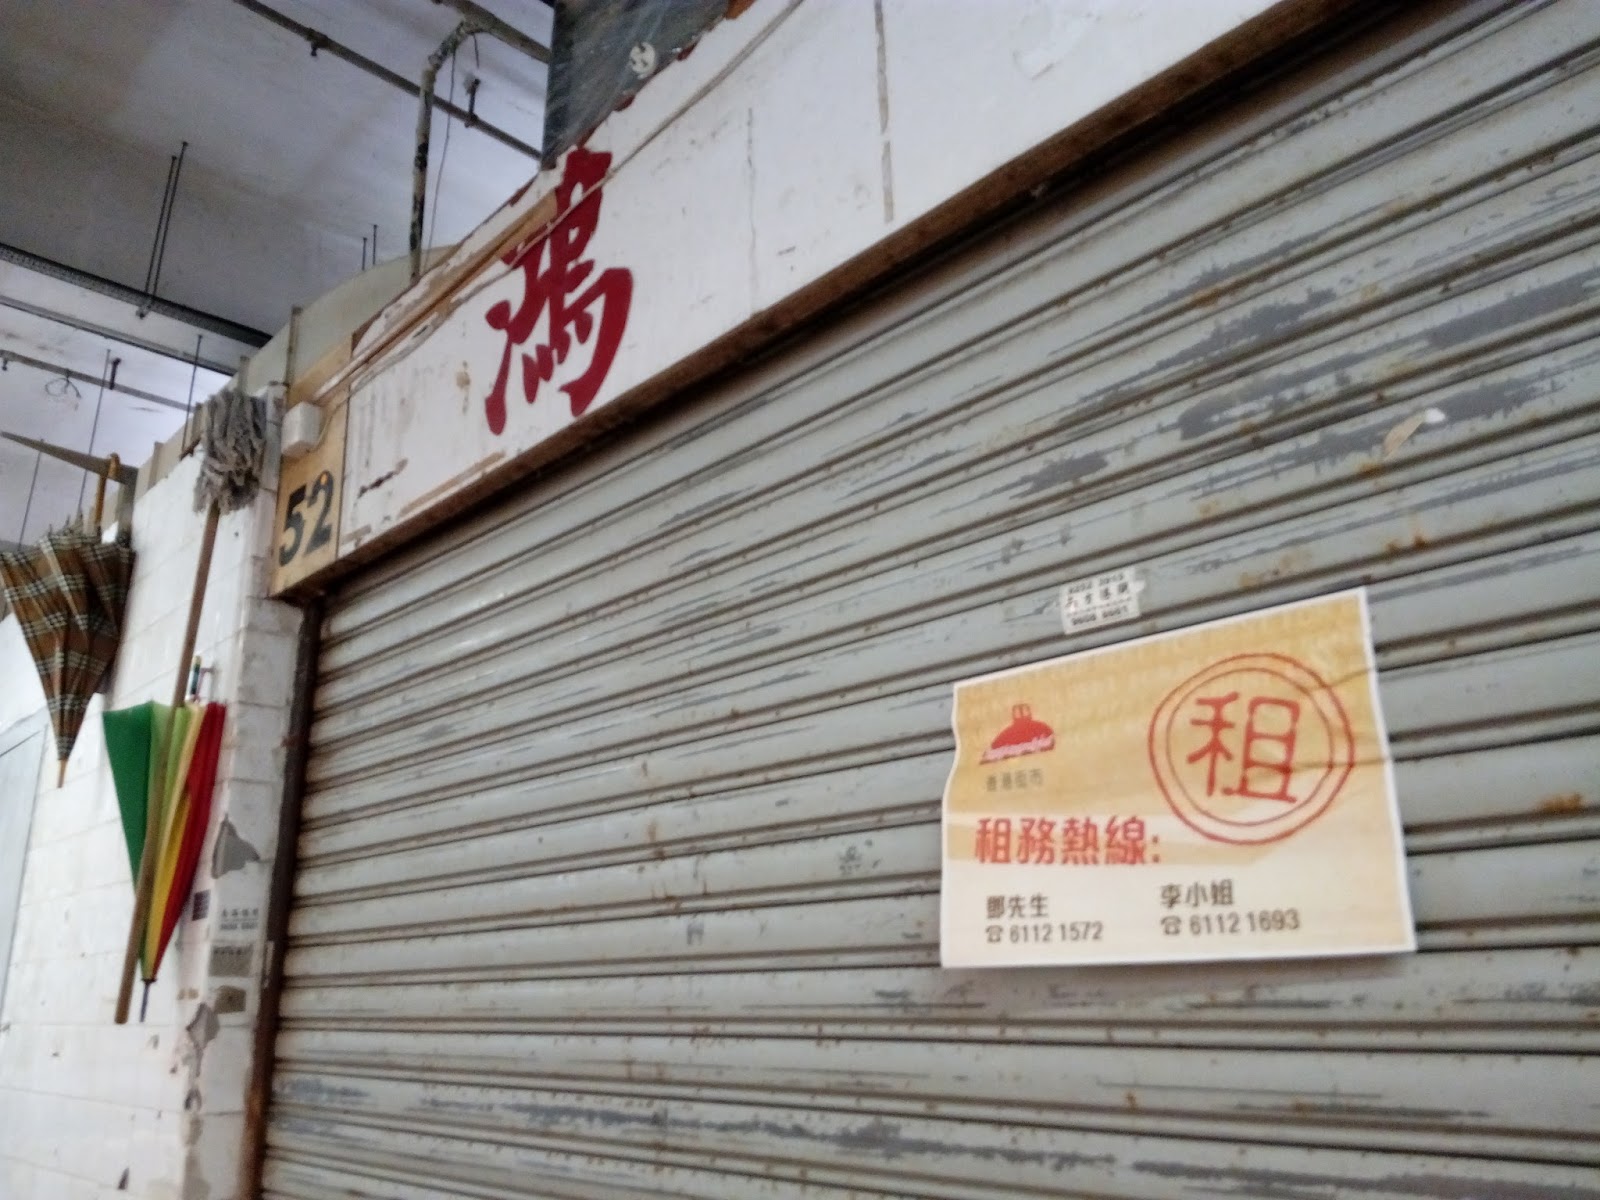 鴻
52
租
香港街市
租務熱線:
鄧先生
☎ 6112 1572
李小姐
☎ 6112 1693